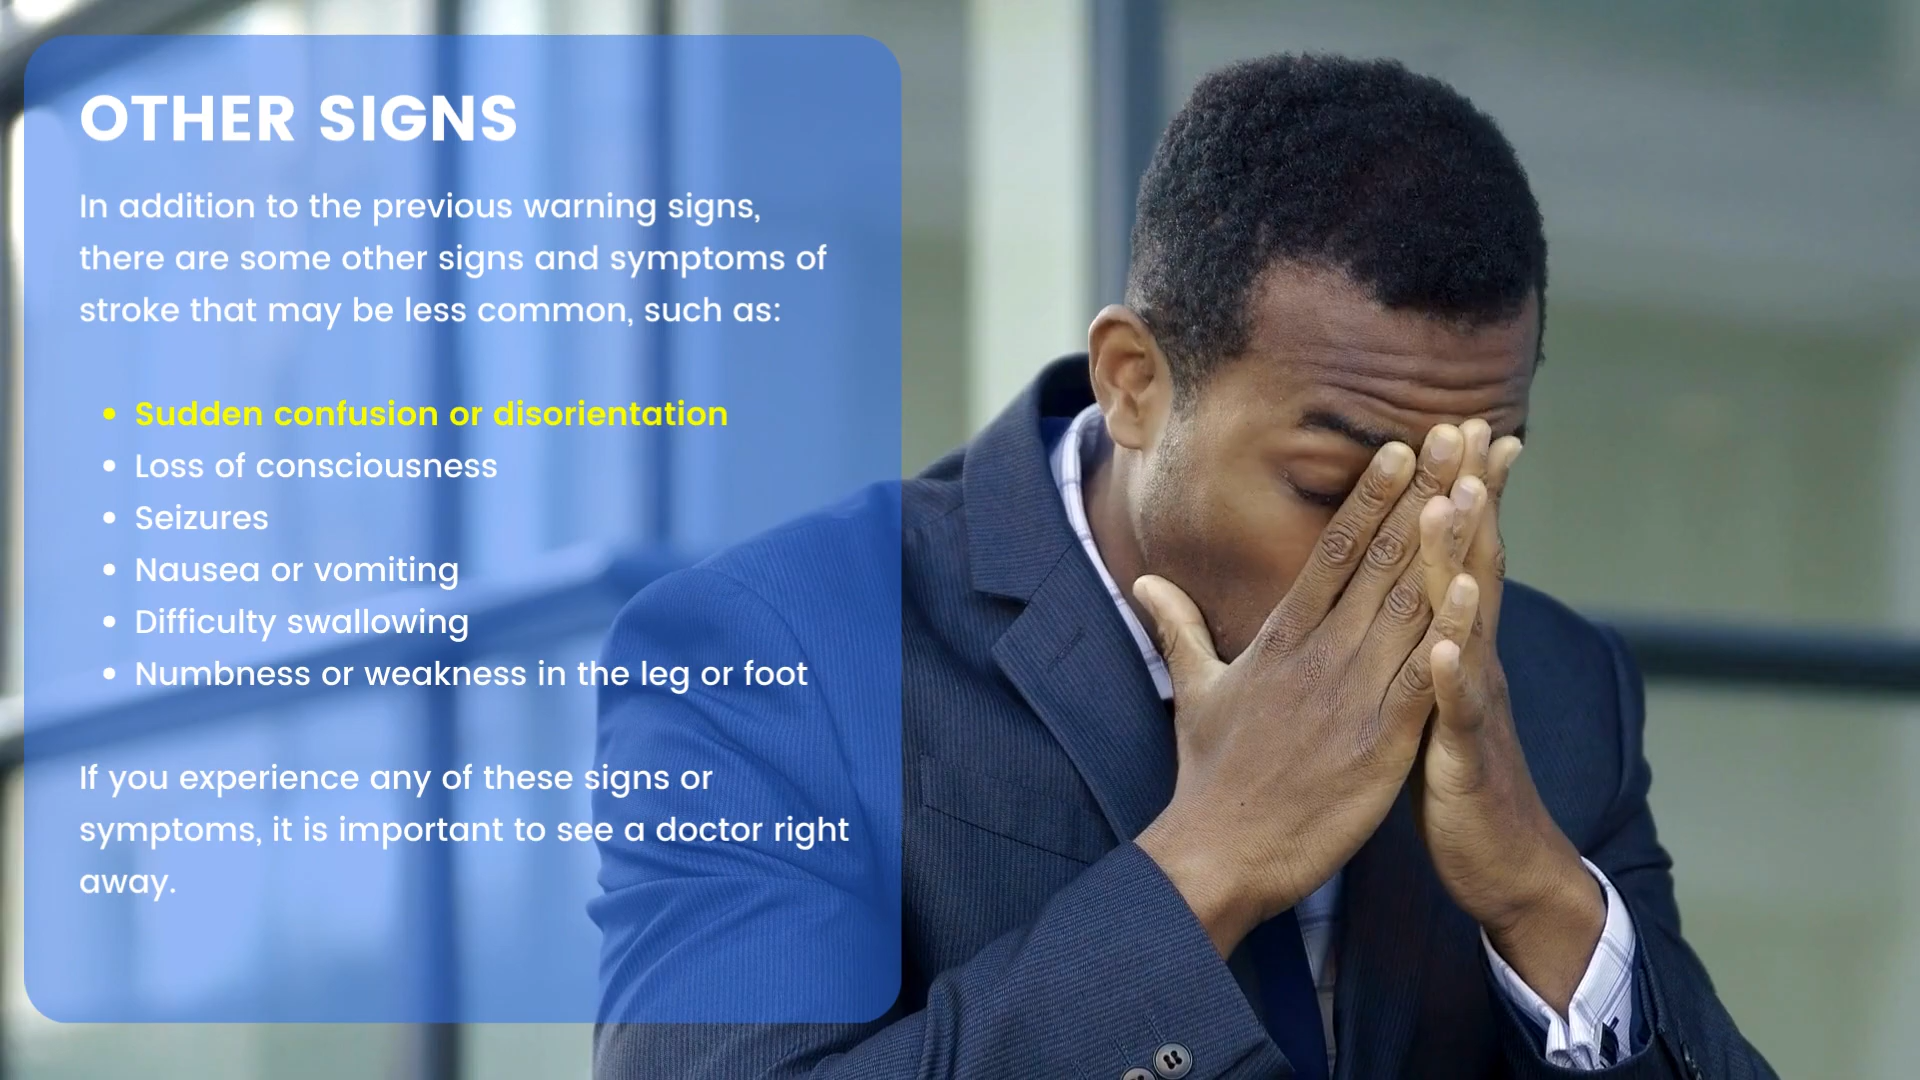 OTHER SIGNS
In addition to the previous warning signs,
there are some other signs and symptoms of
stroke that may be less common, such as:
• Sudden confusion or disorientation
• Loss of consciousness
• Seizures
• Nausea or vomiting
• Difficulty swallowing
• Numbness or weakness in the leg or foot
If you experience any of these signs or
symptoms, it is important to see a doctor right
away.